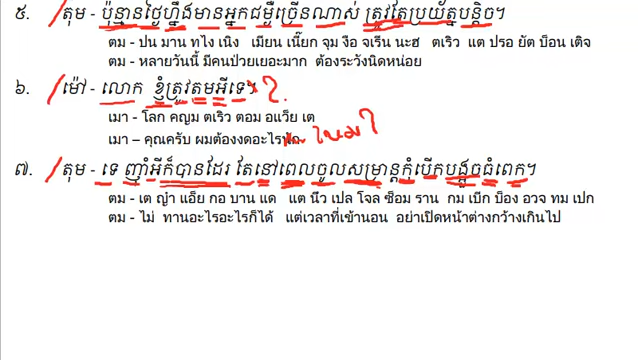 ៥. តុម - ប៉ុន្មានថ្ងៃហ្នឹងមានអ្នកជម្ងឺច្រើនណាស់ ត្រូវតែប្រយ័ត្នបន្តិច។
ตม - ปน มาน ทไง เนิง เมียน เนี๊ยก จุม งือ จเริน นะฮ ตเริว แต ปรอ ยัต บ็อน เติจ
ตม - หลายวันนี้ มีคนป่วยเยอะมาก ต้องระวังนิดหน่อย
៦. ម៉ៅ - លោក ខ្ញុំត្រូវតមអីទេ។ ?
เมา - โลก คญม ตเริว ตอม อแว็ย เต
เมา – คุณครับ ผมต้องงดอะไร ไหม?
៧. តុម - ទេ ញ៉ាំអីក៏បានដែរ តែនៅពេលចូលសម្រាន្តកុំបើកបង្អួចធំពេក។
ตม - เต ญำ แอ็ย กอ บาน แด แต นឹว เปล โจล ซ๊อม ราน กม เบីก บ็อง อวจ ทม เปก
ตม - ไม่ ทานอะไรอะไรก็ได้ แต่เวลาที่เข้านอน อย่าเปิดหน้าต่างกว้างเกินไป